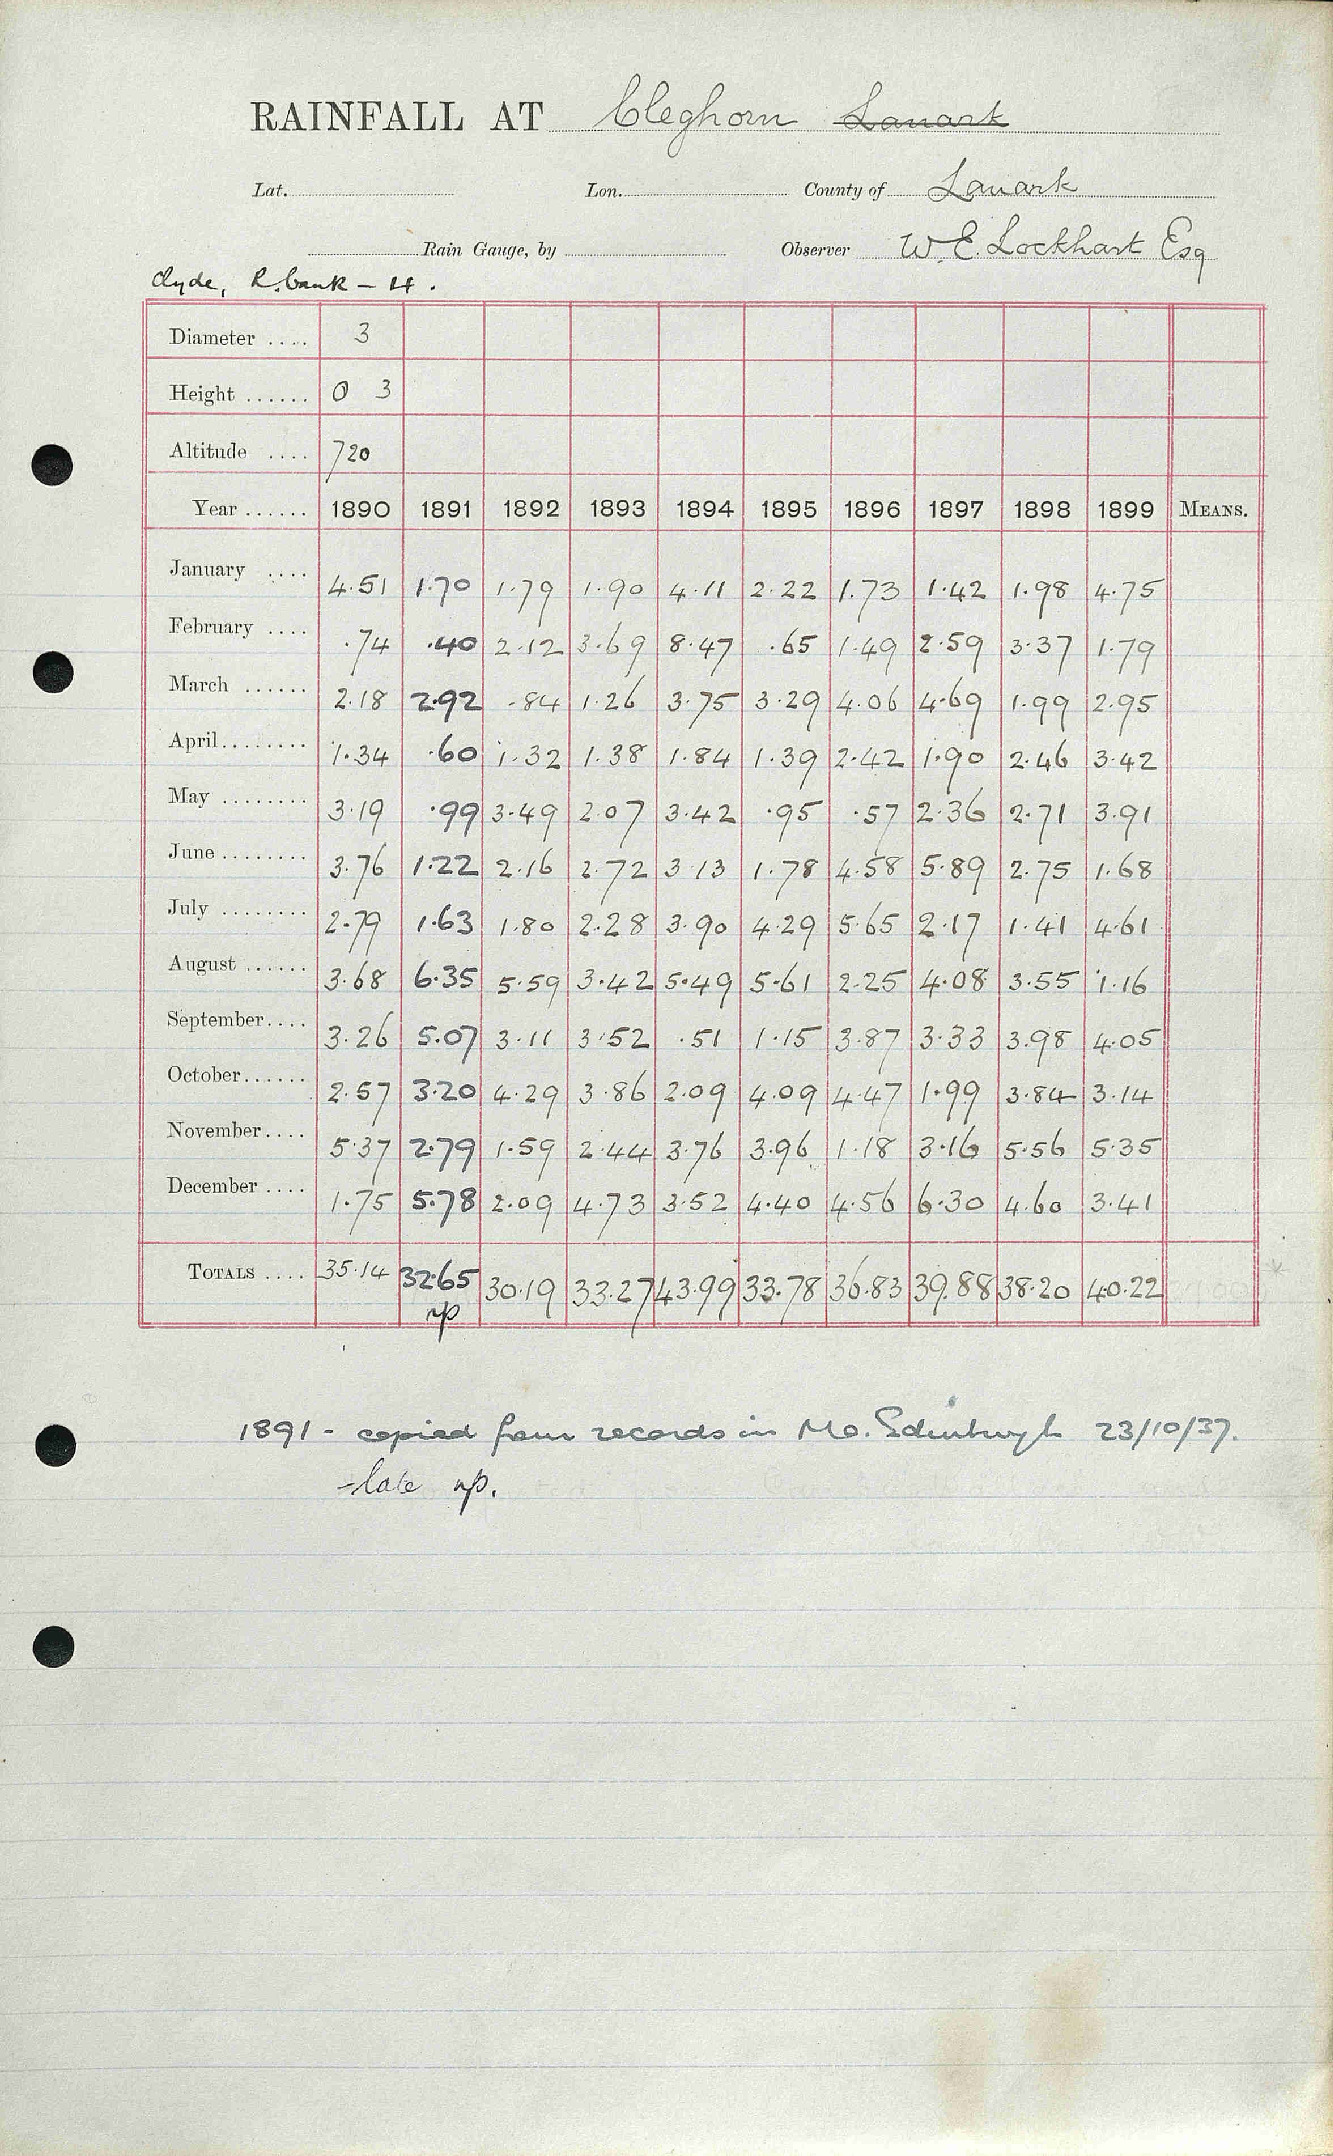 RAINFALL AT Cleghorn Lanark
Lat. Lon. County of Lanark
Rain Gauge, by Observer W. E. Lockhart Esq
Clyde, R. bank - 4.
Diameter .... 3
Height ...... 0 3
Altitude .... 720
Year ...... 1890 1891 1892 1893 1894 1895 1896 1897 1898 1899 MEANS.
January .... 4.51 1.70 1.79 1.90 4.11 2.22 1.73 1.42 1.98 4.75
February .... .74 .40 2.12 3.69 8.47 .65 1.49 2.59 3.37 1.79
March ...... 2.18 2.92 .84 1.26 3.75 3.29 4.06 4.69 1.99 2.95
April ........ 1.34 .60 1.32 1.38 1.84 1.39 2.42 1.90 2.46 3.42
May ........ 3.19 .99 3.49 2.07 3.42 .95 .57 2.36 2.71 3.91
June ........ 3.76 1.22 2.16 2.72 3.13 1.78 4.58 5.89 2.75 1.68
July ........ 2.79 1.63 1.80 2.28 3.90 4.29 5.65 2.17 1.41 4.61
August ...... 3.68 6.35 5.59 3.42 5.49 5.61 2.25 4.08 3.55 1.16
September .... 3.26 5.07 3.11 3.52 .51 1.15 3.87 3.33 3.98 4.05
October ...... 2.57 3.20 4.29 3.86 2.09 4.09 4.47 1.99 3.84 3.14
November .... 5.37 2.79 1.59 2.44 3.76 3.96 1.18 3.16 5.56 5.35
December .... 1.75 5.78 2.09 4.73 3.52 4.40 4.56 6.30 4.60 3.41
TOTALS .... 35.14 32.65 30.19 33.27 43.99 33.78 36.83 39.88 38.20 40.22
np
1891 - copied from records in Mo. Edinburgh 23/10/37.
- late np.